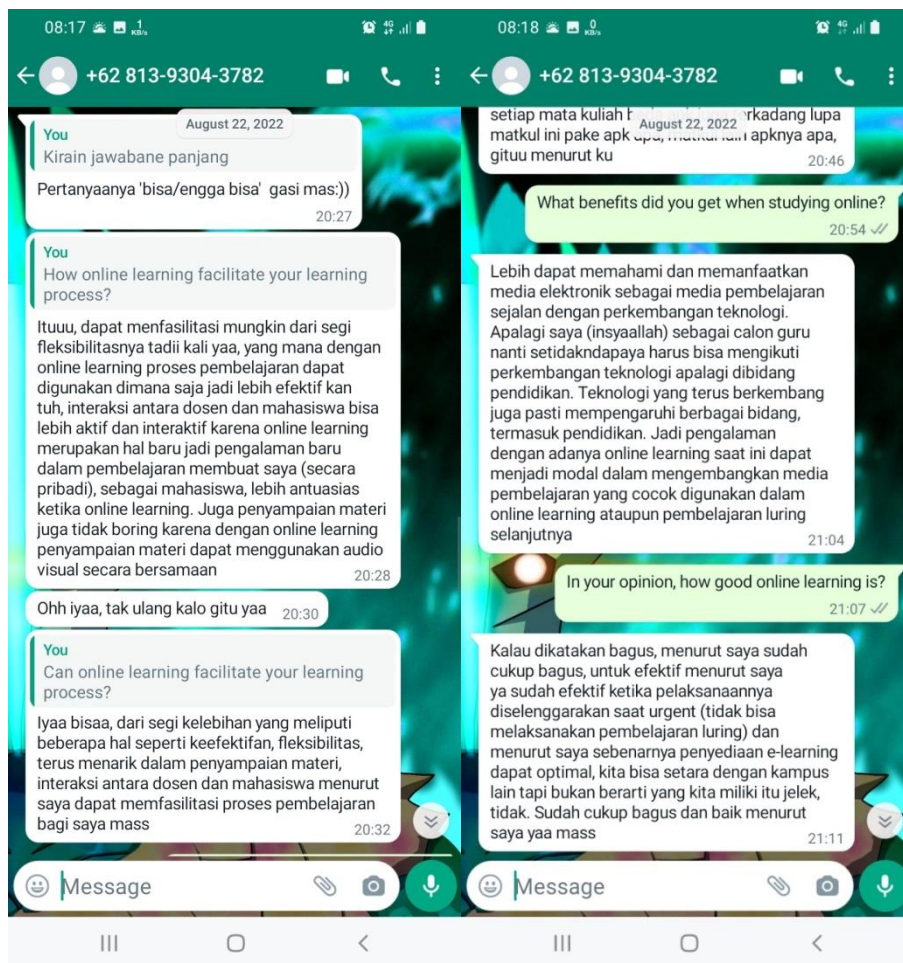 08:17 1 KB/s 4G
+62 813-9304-3782
August 22, 2022
You
Kirain jawabane panjang
Pertanyaanya 'bisa/engga bisa' gasi mas:))
20:27
You
How online learning facilitate your learning
process?
Ituuu, dapat menfasilitasi mungkin dari segi
fleksibilitasnya tadii kali yaa, yang mana dengan
online learning proses pembelajaran dapat
digunakan dimana saja jadi lebih efektif kan
tuh, interaksi antara dosen dan mahasiswa bisa
lebih aktif dan interaktif karena online learning
merupakan hal baru jadi pengalaman baru
dalam pembelajaran membuat saya (secara
pribadi), sebagai mahasiswa, lebih antuasias
ketika online learning. Juga penyampaian materi
juga tidak boring karena dengan online learning
penyampaian materi dapat menggunakan audio
visual secara bersamaan
20:28
Ohh iyaa, tak ulang kalo gitu yaa 20:30
You
Can online learning facilitate your learning
process?
Iyaa bisaa, dari segi kelebihan yang meliputi
beberapa hal seperti keefektifan, fleksibilitas,
terus menarik dalam penyampaian materi,
interaksi antara dosen dan mahasiswa menurut
saya dapat memfasilitasi proses pembelajaran
bagi saya mass
20:32
Message
08:18 0 KB/s 4G
+62 813-9304-3782
setiap mata kuliah lupa
August 22, 2022
matkul ini pake apk apknya apa,
gituu menurut ku
20:46
What benefits did you get when studying online?
20:54
Lebih dapat memahami dan memanfaatkan
media elektronik sebagai media pembelajaran
sejalan dengan perkembangan teknologi.
Apalagi saya (insyaallah) sebagai calon guru
nanti setidakndapaya harus bisa mengikuti
perkembangan teknologi apalagi dibidang
pendidikan. Teknologi yang terus berkembang
juga pasti mempengaruhi berbagai bidang,
termasuk pendidikan. Jadi pengalaman
dengan adanya online learning saat ini dapat
menjadi modal dalam mengembangkan media
pembelajaran yang cocok digunakan dalam
online learning ataupun pembelajaran luring
selanjutnya
21:04
In your opinion, how good online learning is?
21:07
Kalau dikatakan bagus, menurut saya sudah
cukup bagus, untuk efektif menurut saya
ya sudah efektif ketika pelaksanaannya
diselenggarakan saat urgent (tidak bisa
melaksanakan pembelajaran luring) dan
menurut saya sebenarnya penyediaan e-learning
dapat optimal, kita bisa setara dengan kampus
lain tapi bukan berarti yang kita miliki itu jelek,
tidak. Sudah cukup bagus dan baik menurut
saya yaa mass
21:11
Message